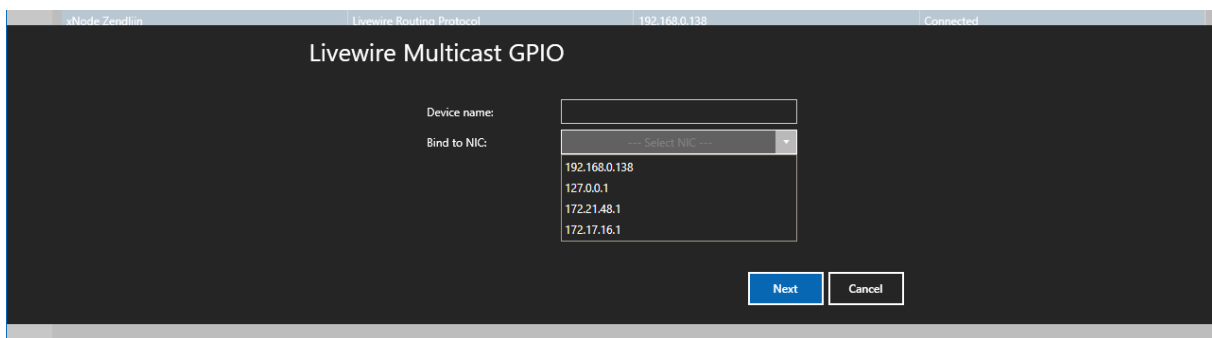 xNode Zendlijn Livewire Routing Protocol 192.168.0.138 Connected
Livewire Multicast GPIO
Device name:
Bind to NIC: --- Select NIC ---
192.168.0.138
127.0.0.1
172.21.48.1
172.17.16.1
Next Cancel